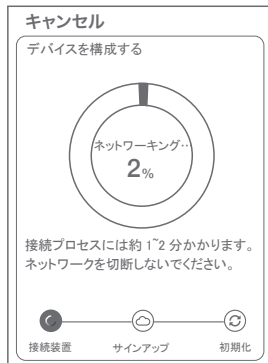 キャンセル
デバイスを構成する
ネットワーキング…
2%
接続プロセスには約 1~2 分かかります。
ネットワークを切断しないでください。
接続装置 サインアップ 初期化